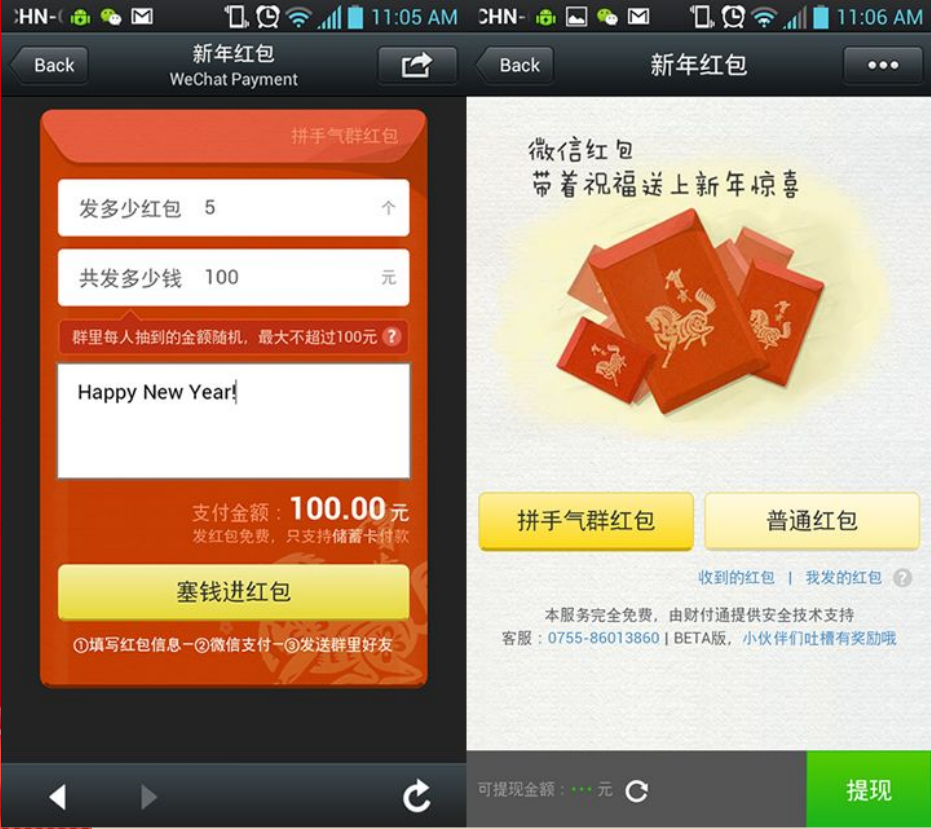 CHN-
11:05 AM
Back
新年红包
WeChat Payment
拼手气群红包
发多少红包 5 个
共发多少钱 100 元
群里每人抽到的金额随机，最大不超过100元 ?
Happy New Year!
支付金额：100.00元
发红包免费，只支持储蓄卡付款
塞钱进红包
①填写红包信息—②微信支付—③发送群里好友
CHN-
11:06 AM
Back
新年红包
微信红包
带着祝福送上新年惊喜
拼手气群红包
普通红包
收到的红包 | 我发的红包 ?
本服务完全免费，由财付通提供安全技术支持
客服：0755-86013860 | BETA版，小伙伴们吐槽有奖励哦
可提现金额：··· 元
提现